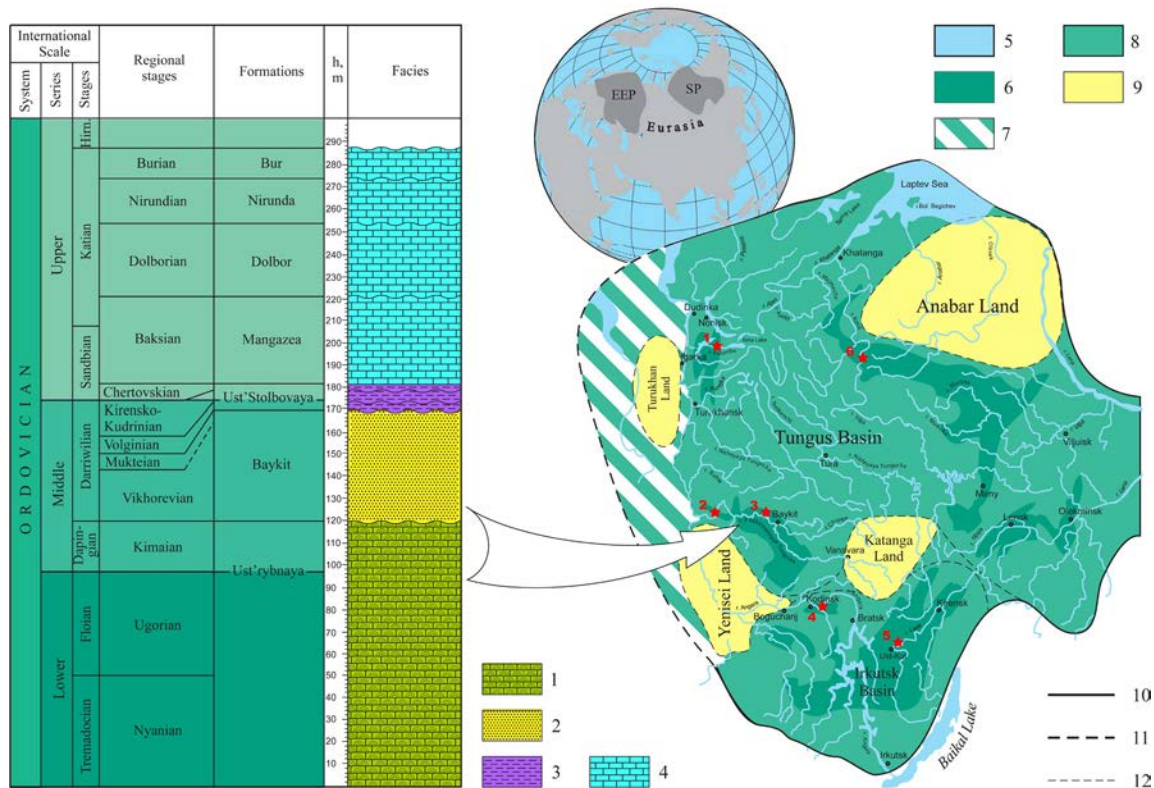 International
Scale
System
Series
Stages
Regional
stages
Formations
h,
m
Facies
ORDOVICIAN
Upper
Middle
Lower
Hirn.
Katian
Sandbian
Darriwilian
Dapin-
gian
Floian
Tremadocian
Burian
Nirundian
Dolborian
Baksian
Chertovskian
Kirensko-
Kudrinian
Volginian
Mukteian
Vikhorevian
Kimaian
Ugorian
Nyanian
Bur
Nirunda
Dolbor
Mangazea
Ust'Stolbovaya
Baykit
Ust'rybnaya
290
280
270
260
250
240
230
220
210
200
190
180
170
160
150
140
130
120
110
100
90
80
70
60
50
40
30
20
10
1
2
3
4
EEP
SP
Eurasia
5
6
7
8
9
Laptev Sea
Khatanga
Anabar Land
Dudinka
Norilsk
1
Igarka
6
Turukhan
Land
Turukhansk
Tungus Basin
Tura
Viljuisk
Mirny
2
3
Baykit
Lensk
Olokminsk
Vanavara
Katanga
Land
Yenisei Land
Kodinsk
4
Boguchanj
Bratsk
Kirensk
5
Ust-Kut
Irkutsk
Basin
Baikal Lake
Irkutsk
10
11
12